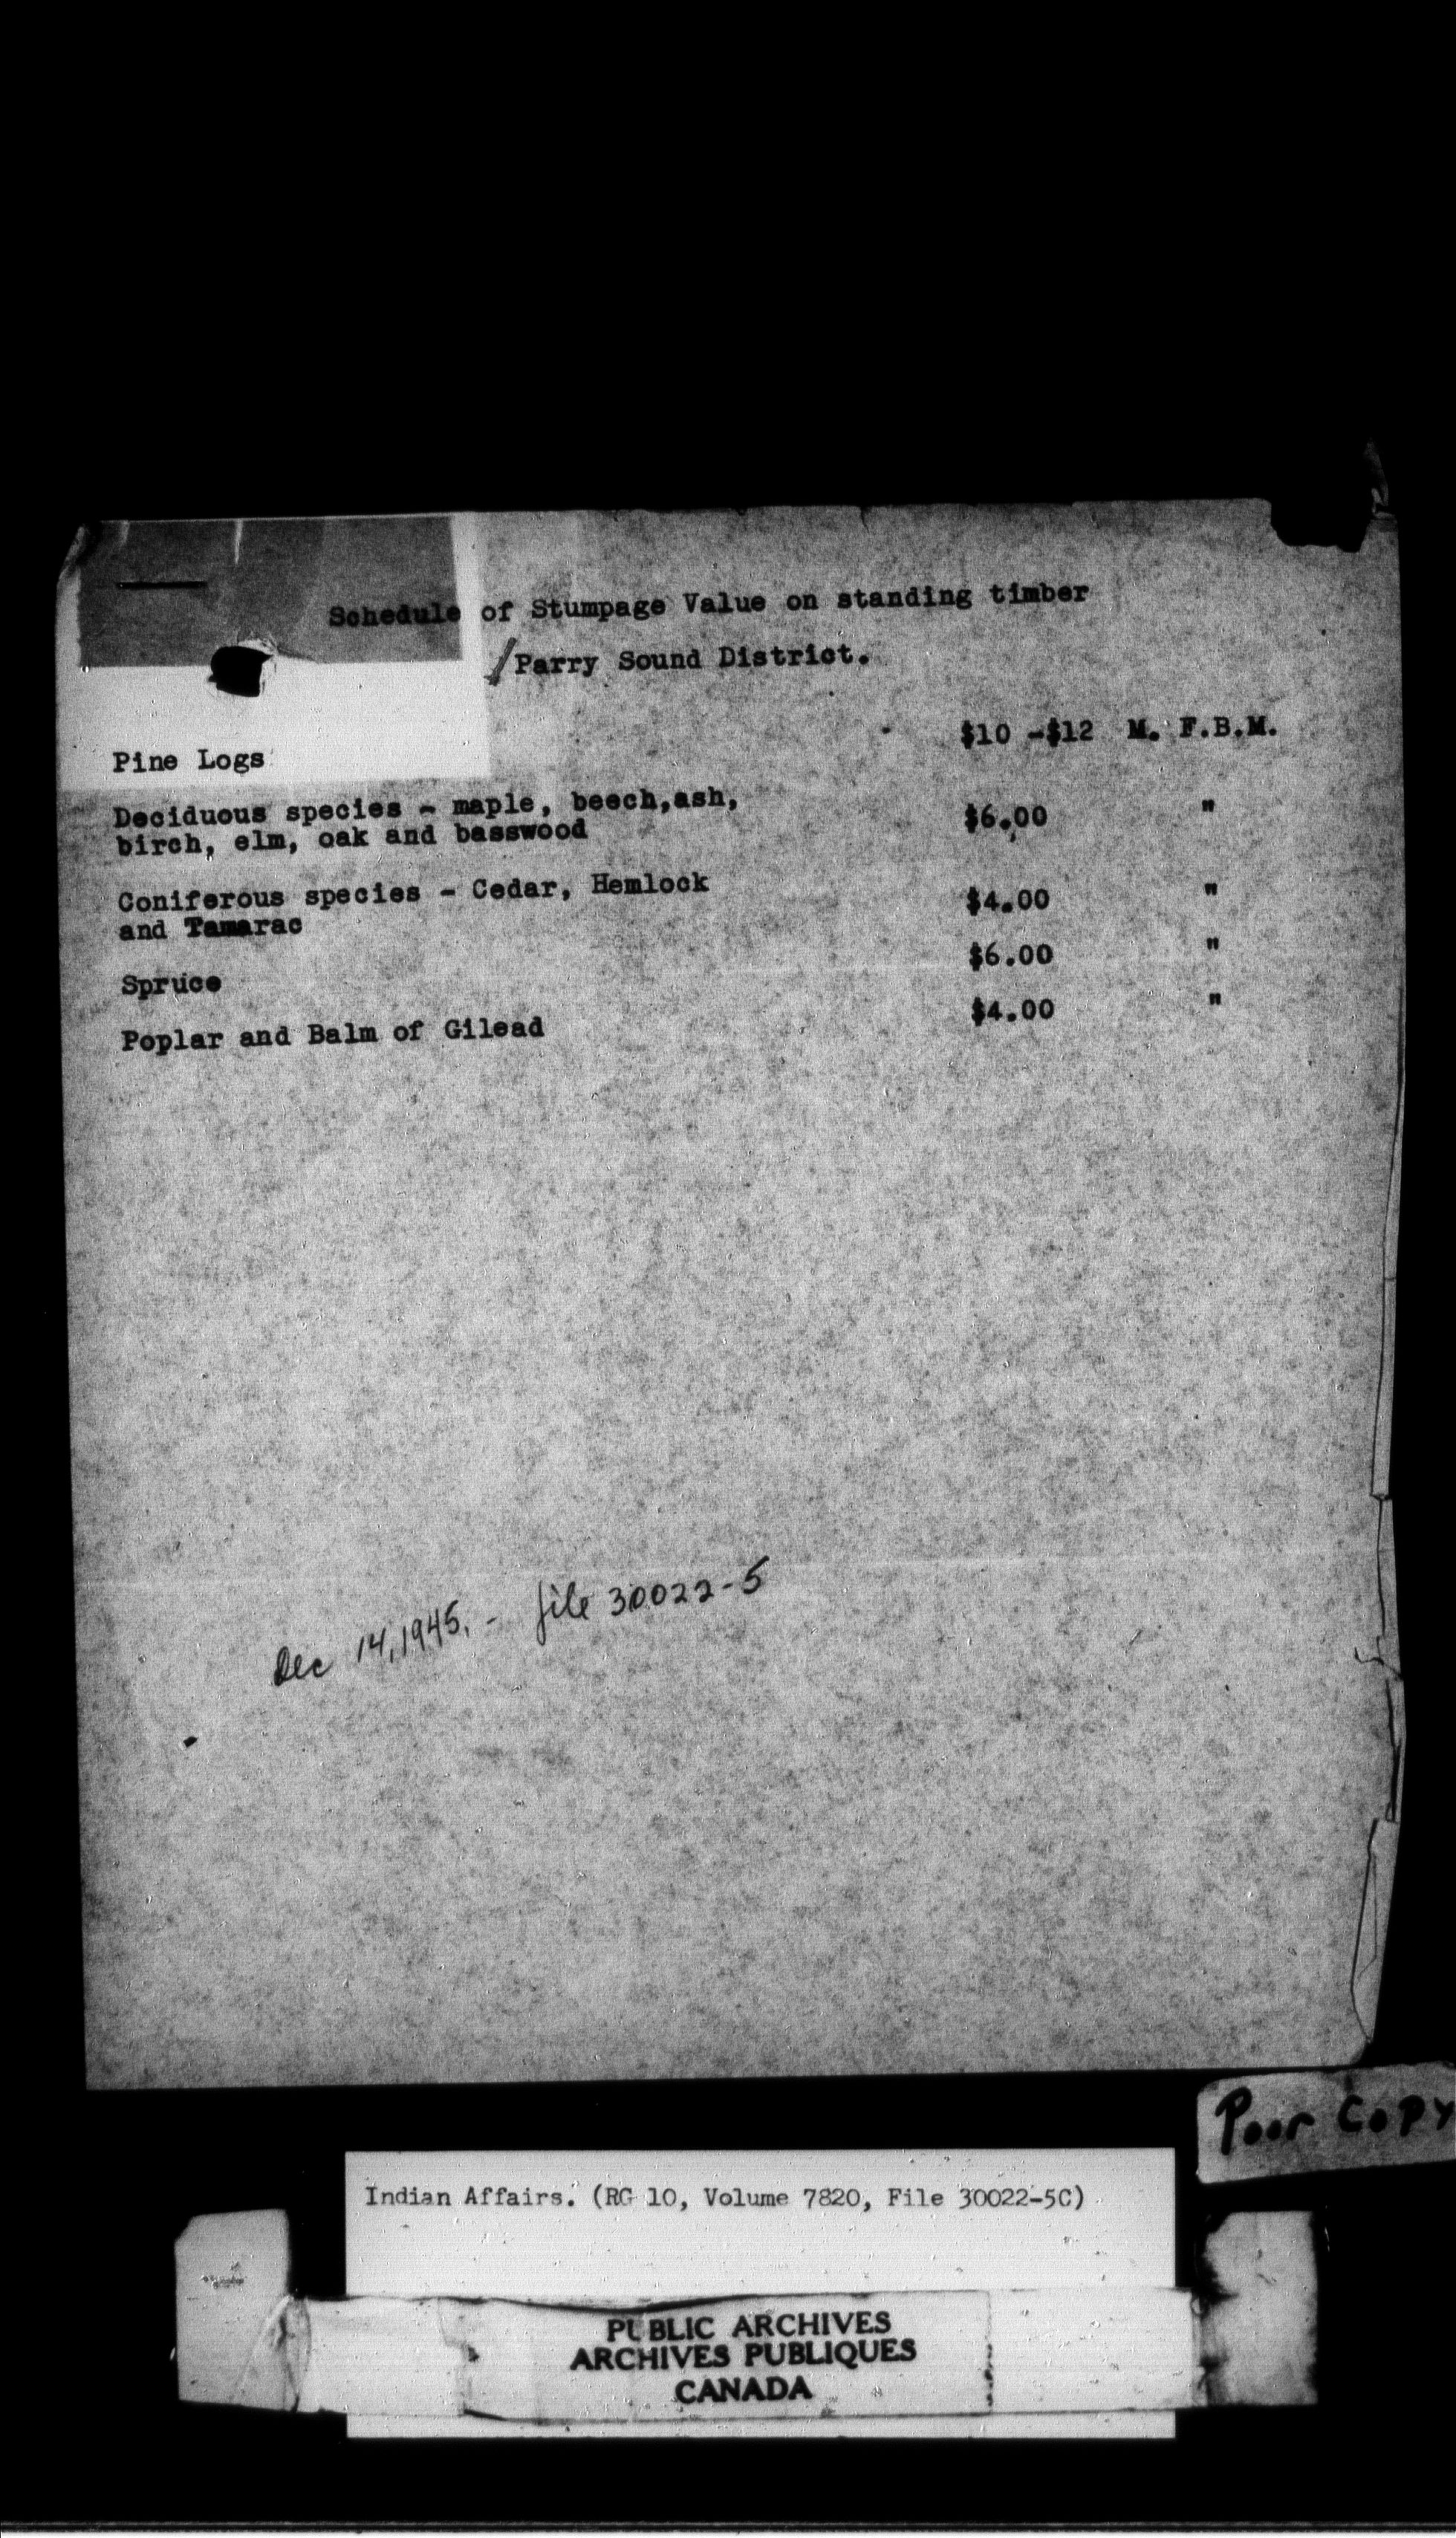 Schedule of Stumpage Value on standing timber
Parry Sound District.
Pine Logs $10 -$12 M. F.B.M.
Deciduous species - maple, beech,ash,
birch, elm, oak and basswood $6.00 "
Coniferous species - Cedar, Hemlock
and Tamarac $4.00 "
Spruce $6.00 "
Poplar and Balm of Gilead $4.00 "
Dec 14, 1945. - file 30022-5
Poor Copy
Indian Affairs. (RG 10, Volume 7820, File 30022-5C)
PUBLIC ARCHIVES
ARCHIVES PUBLIQUES
CANADA